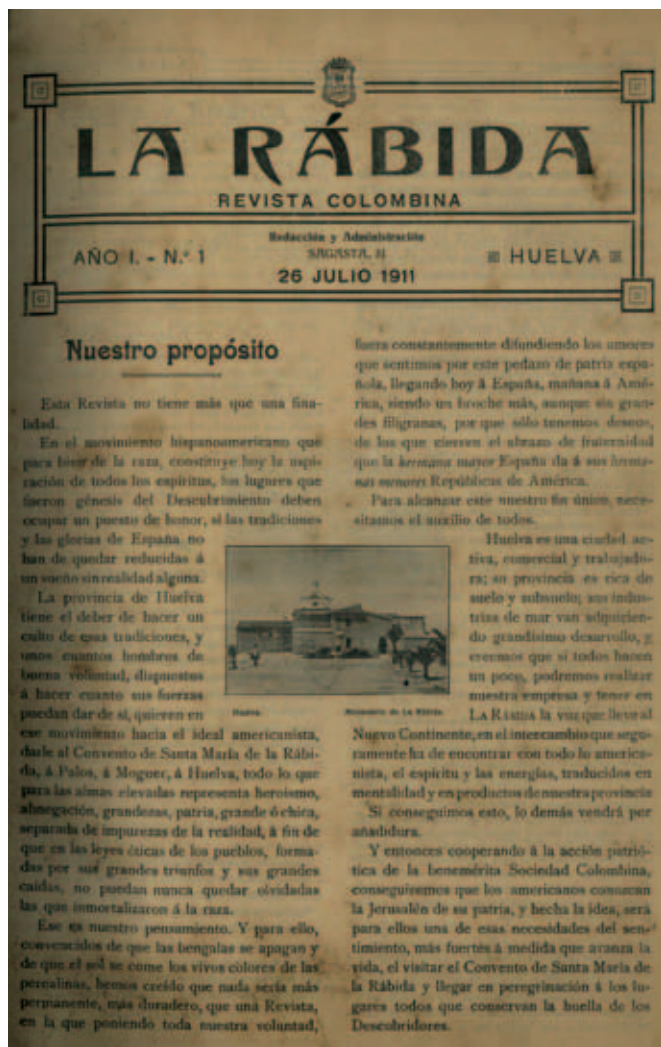 LA RÁBIDA
REVISTA COLOMBINA
AÑO I. - N.º 1
Redacción y Administración
SAGASTA, 51
26 JULIO 1911
HUELVA
Nuestro propósito
Esta Revista no tiene más que una fina-
lidad.
En el movimiento hispanoamericano que
para bien de la raza, constituye hoy la aspi-
ración de todos los espíritus, los lugares que
fueron génesis del Descubrimiento deben
ocupar un puesto de honor, si las tradiciones
y las glorias de España no
han de quedar reducidas á
un sueño sin realidad alguna.
La provincia de Huelva
tiene el deber de hacer un
culto de esas tradiciones, y
unos cuantos hombres de
buena voluntad, dispuestos
á hacer cuanto sus fuerzas
puedan dar de sí, quieren en
ese movimiento hacia el ideal americanista,
darle al Convento de Santa María de la Rábi-
da, á Palos, á Moguer, á Huelva, todo lo que
para las almas elevadas representa heroismo,
abnegación, grandezas, patria, grande ó chica,
separada de impurezas de la realidad, á fin de
que en las leyes éticas de los pueblos, forma-
das por sus grandes triunfos y sus grandes
caídas, no puedan nunca quedar olvidadas
las que inmortalizaron á la raza.
Ese es nuestro pensamiento. Y para ello,
convencidos de que las bengalas se apagan y
de que el sol se come los vivos colores de las
percalinas, hemos creído que nada sería más
permanente, más duradero, que una Revista,
en la que poniendo toda nuestra voluntad,
fuera constantemente difundiendo los amores
que sentimos por este pedazo de patria espa-
ñola, llegando hoy á España, mañana á Amé-
rica, siendo un broche más, aunque sin gran-
des filigranas, porque sólo tenemos deseos,
de los que cierren el abrazo de fraternidad
que la hermana mayor España da á sus herma-
nas menores Repúblicas de América.
Para alcanzar este nuestro fin único, nece-
sitamos el auxilio de todos.
Huelva es una ciudad ac-
tiva, comercial y trabajado-
ra; su provincia es rica de
suelo y subsuelo; sus indus-
trias de mar van adquirien-
do grandísimo desarrollo, y
creemos que si todos hacen
un poco, podremos realizar
nuestra empresa y tener en
LA RÁBIDA la voz que lleve al
Nuevo Continente, en el intercambio que segu-
ramente ha de encontrar con todo lo america-
nista, el espíritu y las energías, traducidos en
mentalidad y en productos de nuestra provincia
Si conseguimos esto, lo demás vendrá por
añadidura.
Y entonces cooperando á la acción patrió-
tica de la benemérita Sociedad Colombina,
conseguiremos que los americanos conozcan
la Jerusalén de su patria, y hecha la idea, será
para ellos una de esas necesidades del sen-
timiento, más fuertes á medida que avanza la
vida, el visitar el Convento de Santa María de
la Rábida y llegar en peregrinación á los lu-
gares todos que conservan la huella de los
Descubridores.
Huelva
Monasterio de La Rábida